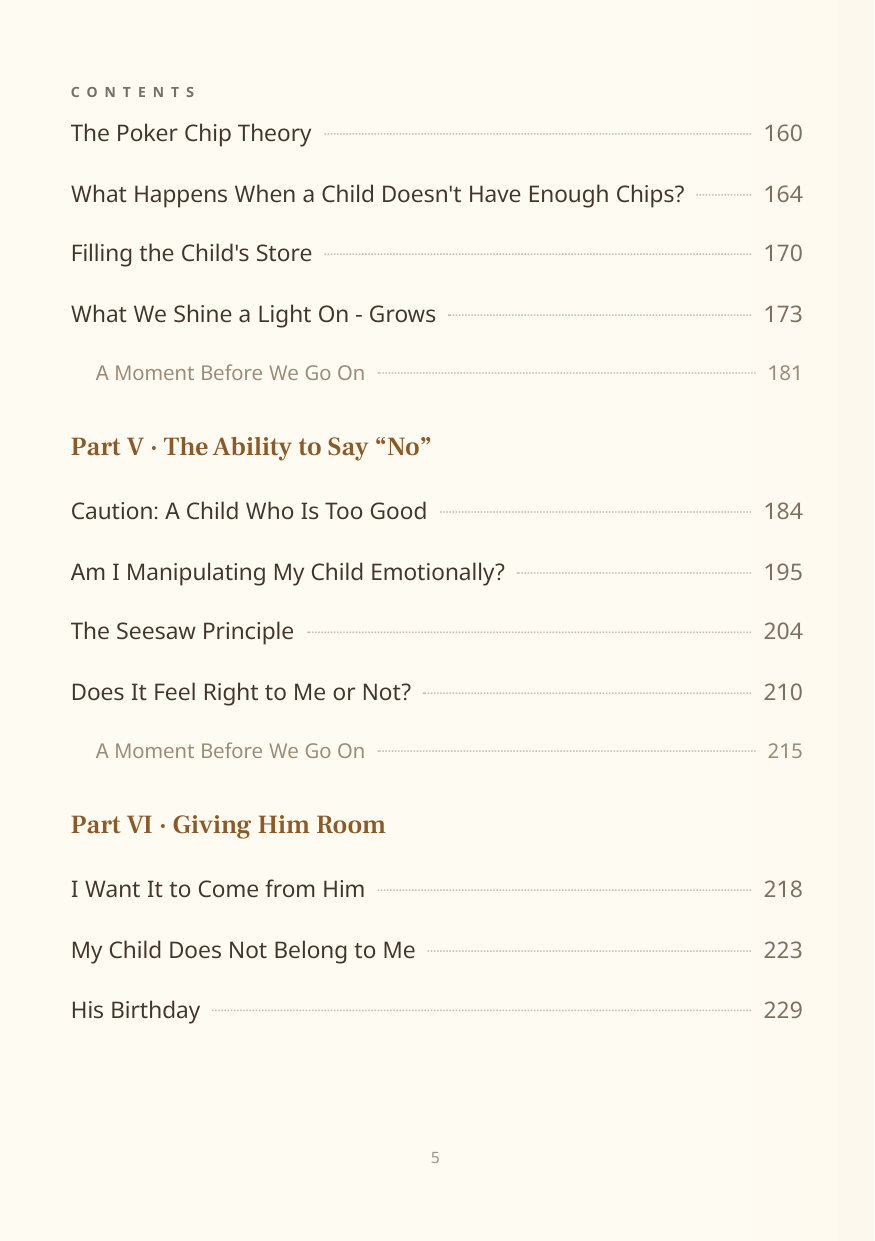 CONTENTS
The Poker Chip Theory 160
What Happens When a Child Doesn't Have Enough Chips? 164
Filling the Child's Store 170
What We Shine a Light On - Grows 173
A Moment Before We Go On 181
Part V · The Ability to Say “No”
Caution: A Child Who Is Too Good 184
Am I Manipulating My Child Emotionally? 195
The Seesaw Principle 204
Does It Feel Right to Me or Not? 210
A Moment Before We Go On 215
Part VI · Giving Him Room
I Want It to Come from Him 218
My Child Does Not Belong to Me 223
His Birthday 229
5